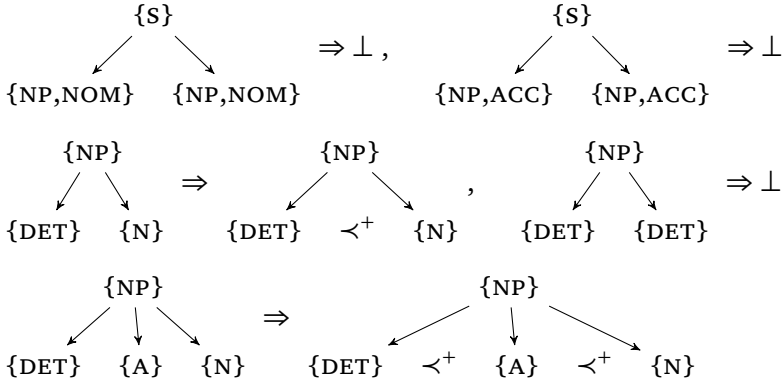 {S} {S}
⇒ ⊥ , ⇒ ⊥
{NP,NOM} {NP,NOM} {NP,ACC} {NP,ACC}
{NP} {NP} {NP}
⇒ , ⇒ ⊥
{DET} {N} {DET} ≺⁺ {N} {DET} {DET}
{NP} {NP}
⇒
{DET} {A} {N} {DET} ≺⁺ {A} ≺⁺ {N}